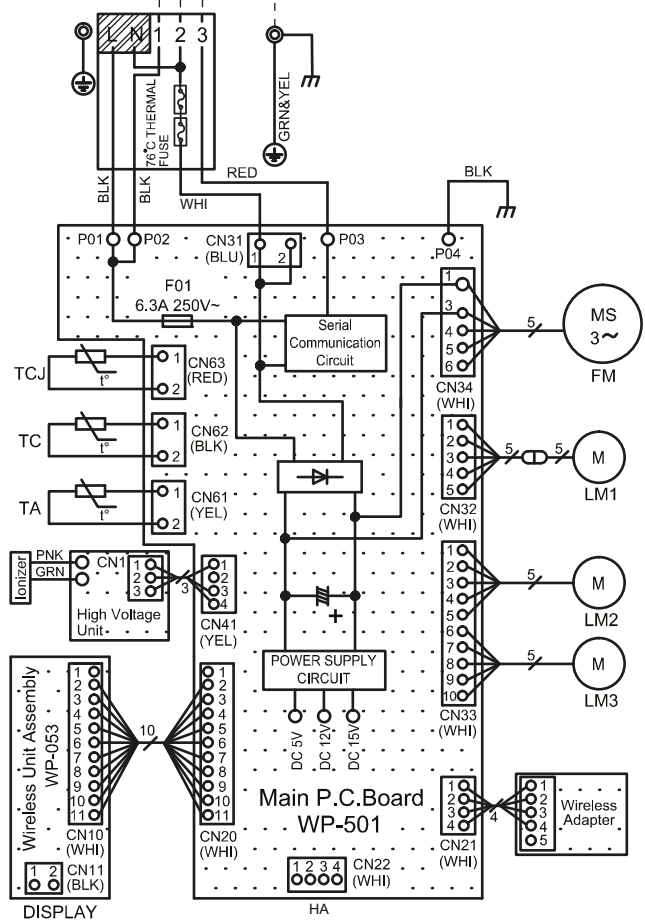 L N 1 2 3
76°C THERMAL
FUSE
GRN&YEL
BLK
BLK
WHI
RED
BLK
P01
P02
CN31
(BLU)
1 2
P03
P04
F01
6.3A 250V~
Serial
Communication
Circuit
1
3
4
5
6
CN34
(WHI)
5
MS
3~
FM
TCJ
t°
1
2
CN63
(RED)
TC
t°
1
2
CN62
(BLK)
TA
t°
1
2
CN61
(YEL)
1
2
3
4
5
CN32
(WHI)
5
5
M
LM1
Ionizer
PNK
GRN
CN1
1
2
3
High Voltage
Unit
3
1
2
3
4
CN41
(YEL)
+
1
2
3
4
5
6
7
8
9
10
CN33
(WHI)
5
M
LM2
5
M
LM3
POWER SUPPLY
CIRCUIT
DC 5V
DC 12V
DC 15V
Wireless Unit Assembly
WP-053
1
2
3
4
5
6
7
8
9
10
11
CN10
(WHI)
10
1
2
3
4
5
6
7
8
9
10
11
CN20
(WHI)
Main P.C.Board
WP-501
1
2
3
4
CN21
(WHI)
4
1
2
3
4
5
Wireless
Adapter
1 2
CN11
(BLK)
DISPLAY
1 2 3 4
CN22
(WHI)
HA